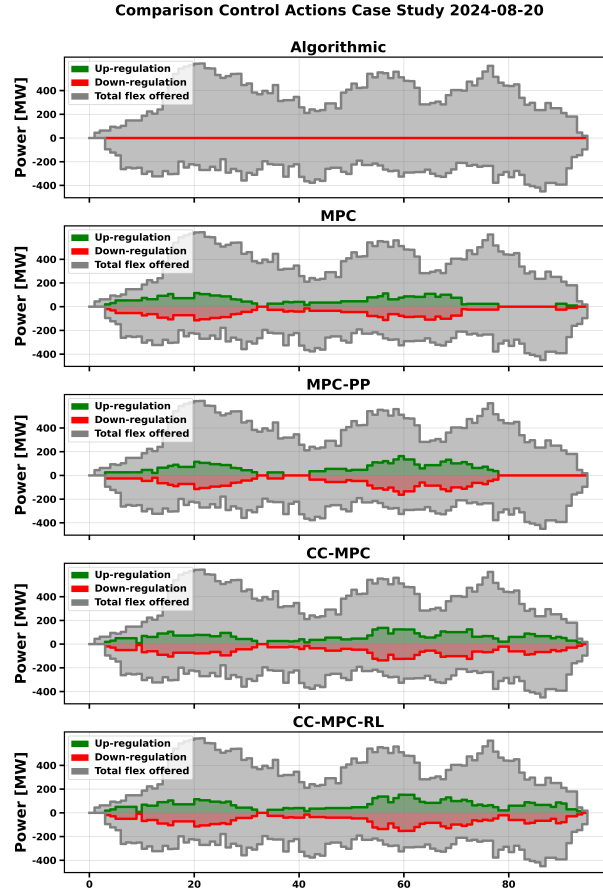 Comparison Control Actions Case Study 2024-08-20
Algorithmic
Power [MW]
400
200
0
-200
-400
Up-regulation
Down-regulation
Total flex offered
MPC
Power [MW]
400
200
0
-200
-400
Up-regulation
Down-regulation
Total flex offered
MPC-PP
Power [MW]
400
200
0
-200
-400
Up-regulation
Down-regulation
Total flex offered
CC-MPC
Power [MW]
400
200
0
-200
-400
Up-regulation
Down-regulation
Total flex offered
CC-MPC-RL
Power [MW]
400
200
0
-200
-400
Up-regulation
Down-regulation
Total flex offered
0 20 40 60 80